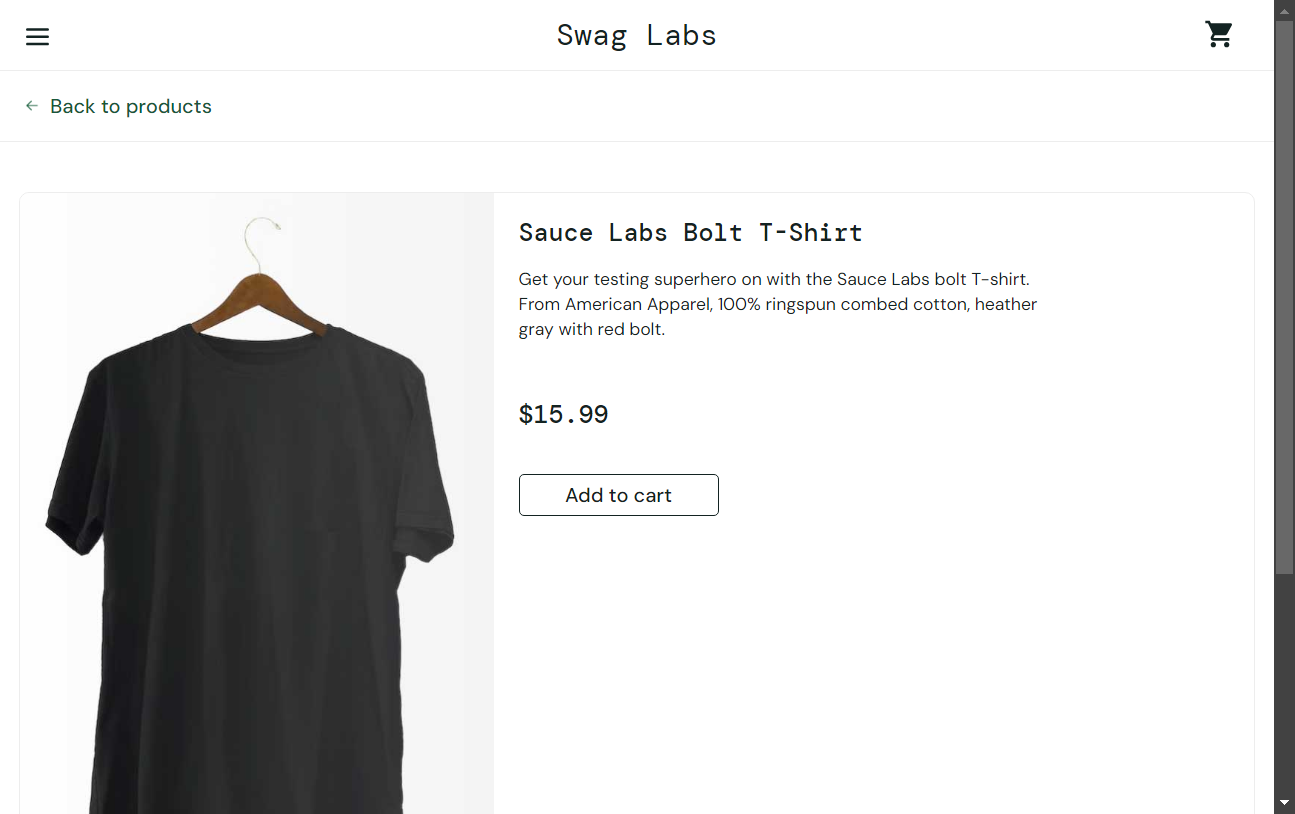 Swag Labs
Back to products
Sauce Labs Bolt T-Shirt
Get your testing superhero on with the Sauce Labs bolt T-shirt.
From American Apparel, 100% ringspun combed cotton, heather
gray with red bolt.
$15.99
Add to cart